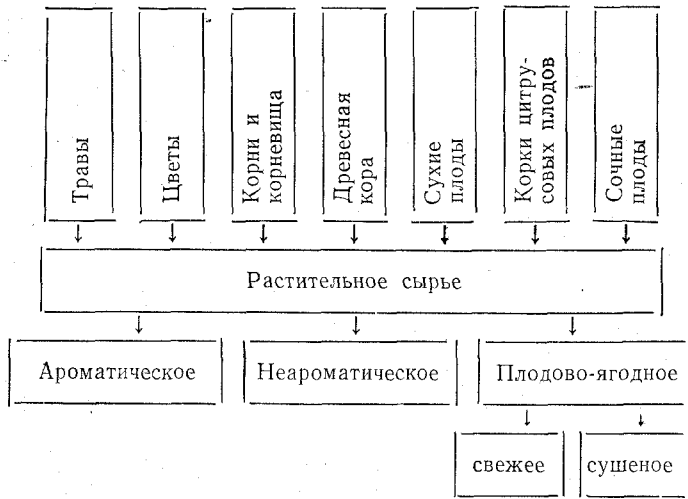 Травы
Цветы
Корни и
корневища
Древесная
кора
Сухие
плоды
Корки цитру-
совых плодов
Сочные
плоды
Растительное сырье
Ароматическое
Неароматическое
Плодово-ягодное
свежее
сушеное